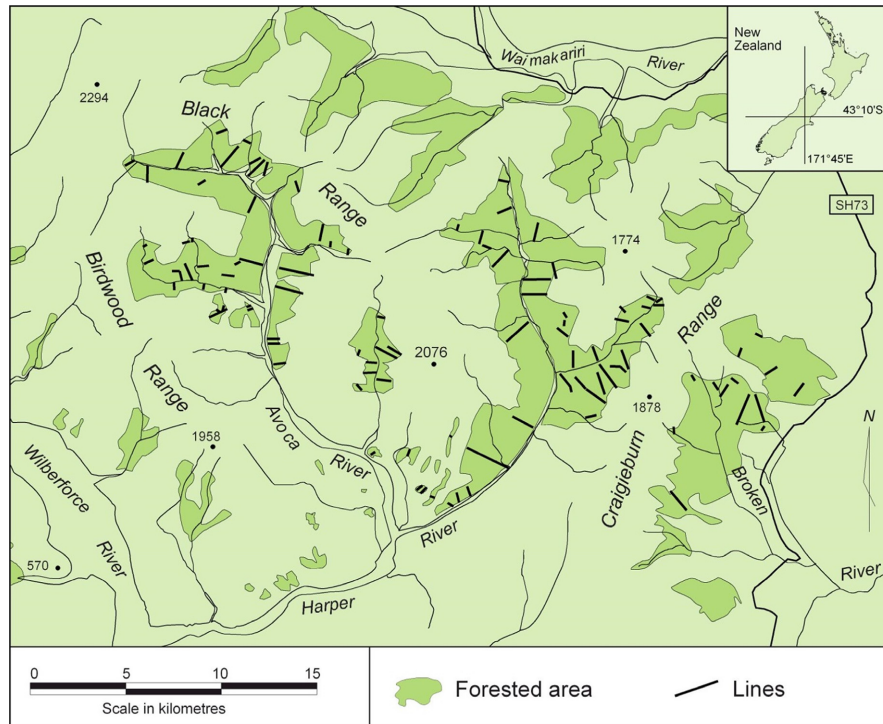 New
Zealand
43°10'S
171°45'E
Waimakariri
River
2294
Black
Range
SH73
1774
Birdwood
Range
2076
Range
1878
Craigieburn
N
Avoca
River
1958
Wilberforce
River
Broken
River
River
570
Harper
0 5 10 15
Scale in kilometres
Forested area
Lines